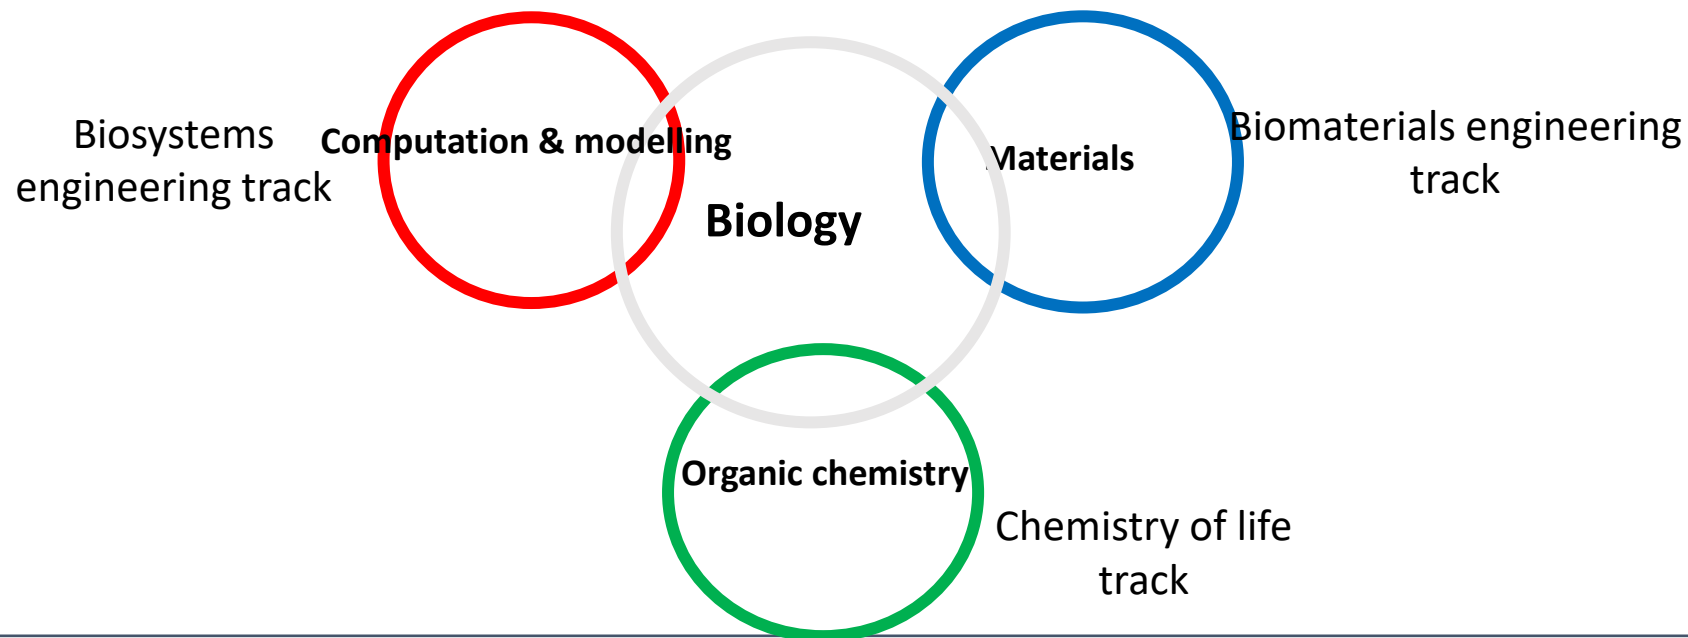 Biosystems
engineering track
Computation & modelling
Biology
Materials
Biomaterials engineering
track
Organic chemistry
Chemistry of life
track